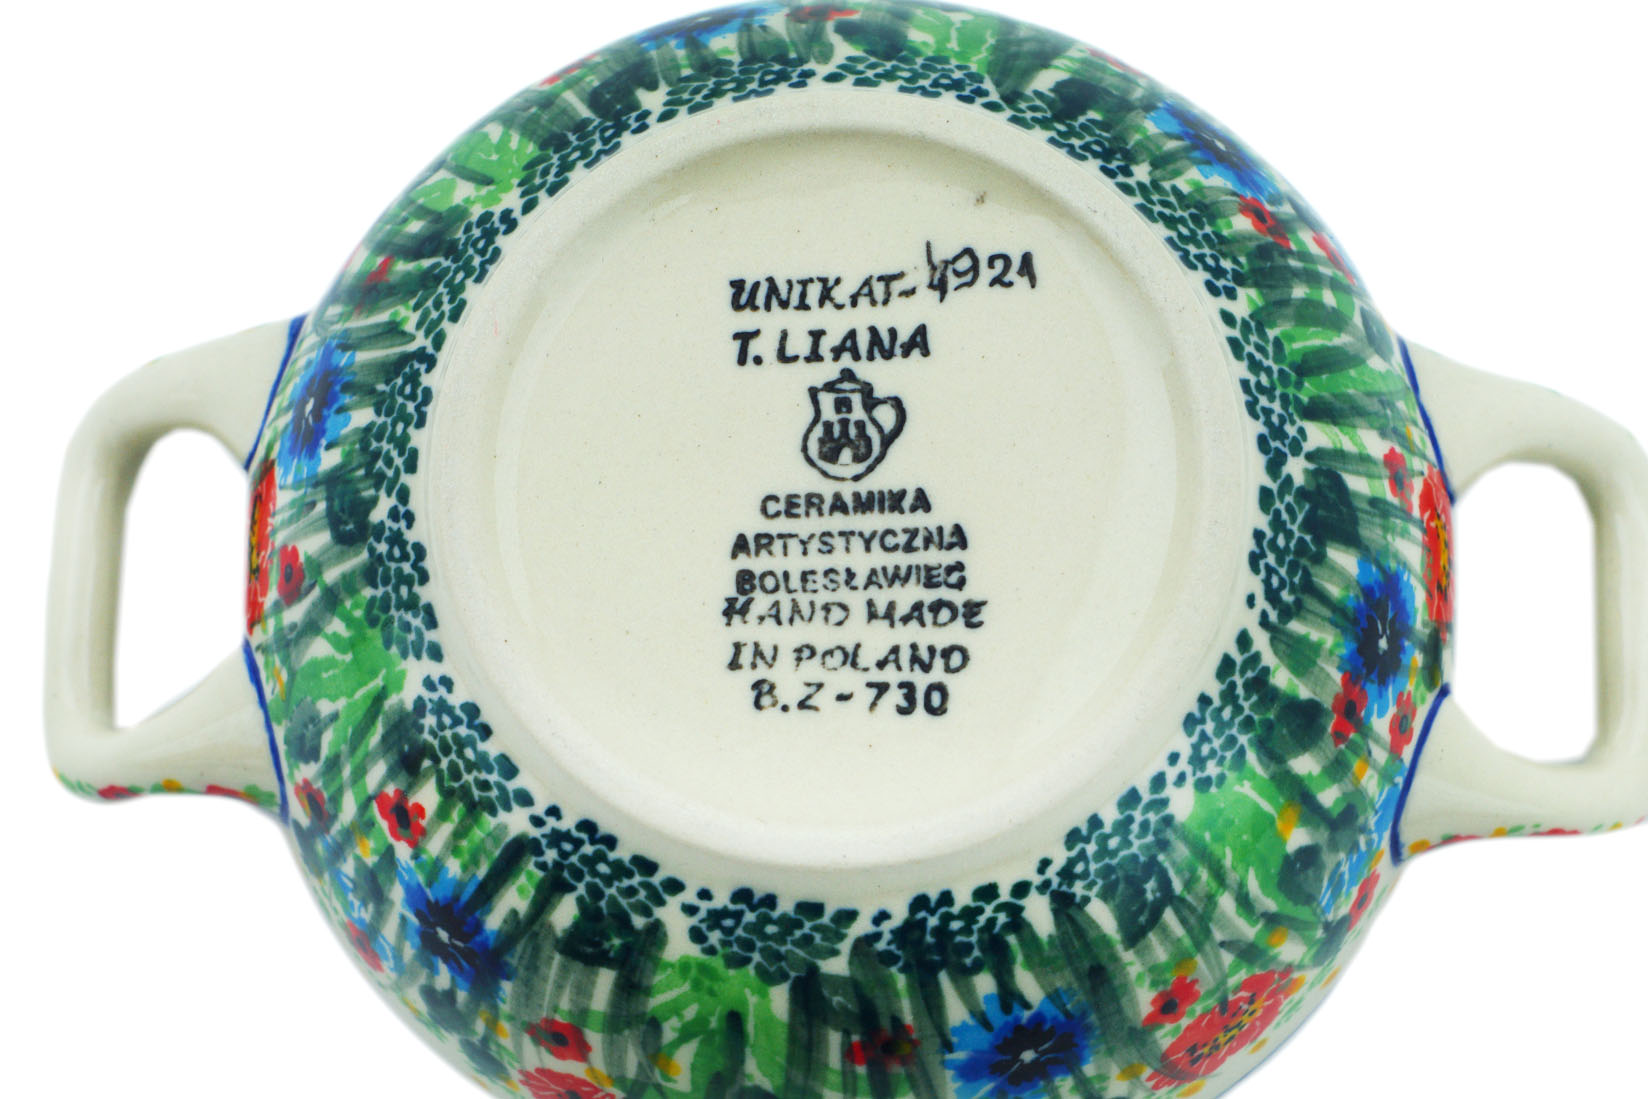 UNIKAT-4921
T. LIANA
CERAMIKA
ARTYSTYCZNA
BOLESŁAWIEC
HAND MADE
IN POLAND
B.Z-730